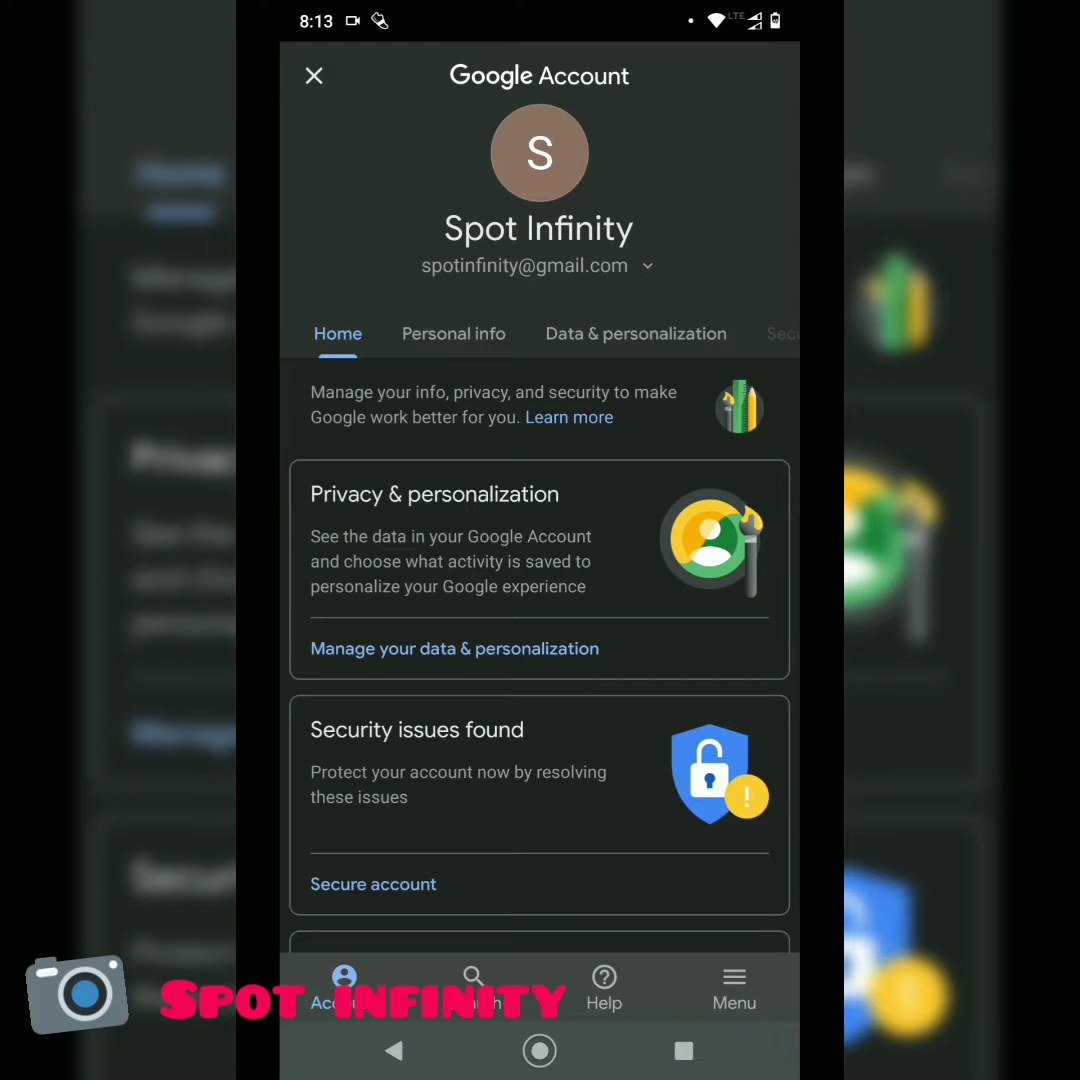 8:13
LTE
Google Account
S
Spot Infinity
spotinfinity@gmail.com
Home Personal info Data & personalization Sec
Manage your info, privacy, and security to make
Google work better for you. Learn more
Privacy & personalization
See the data in your Google Account
and choose what activity is saved to
personalize your Google experience
Manage your data & personalization
Security issues found
Protect your account now by resolving
these issues
Secure account
Help Menu
Spot infinity